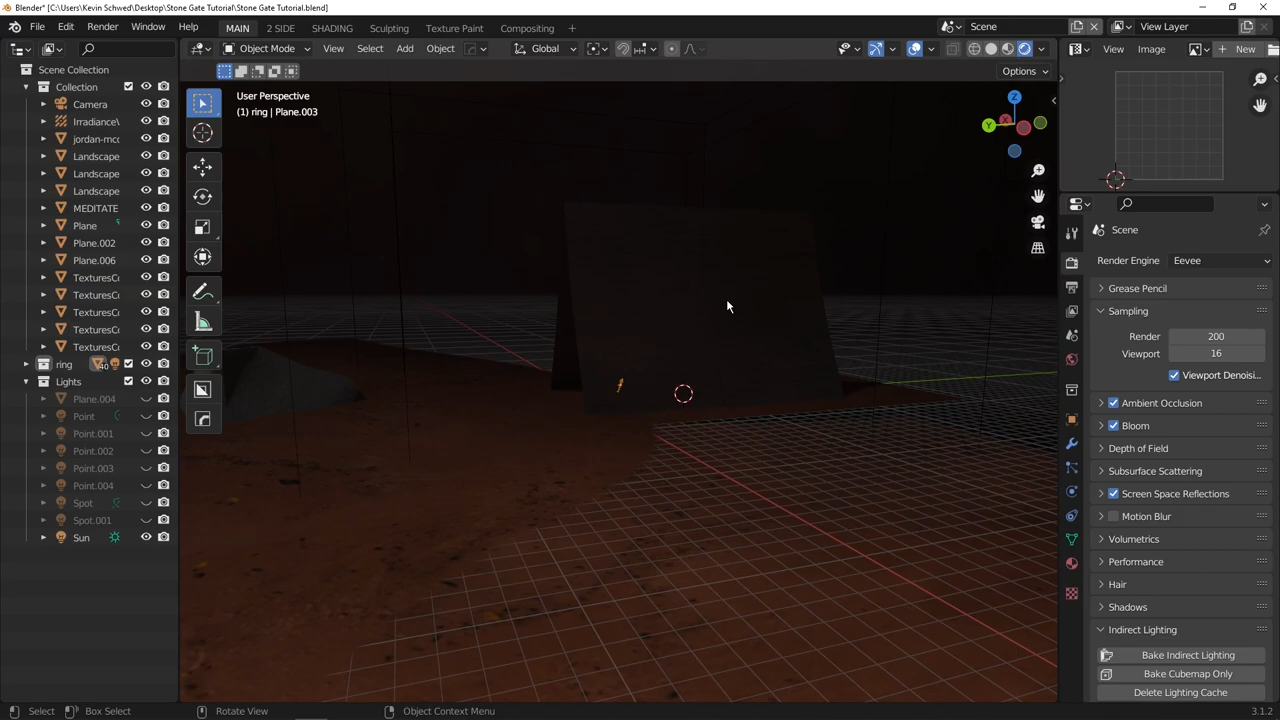 Blender* [C:\Users\Kevin Schwed\Desktop\Stone Gate Tutorial\Stone Gate Tutorial.blend]
File Edit Render Window Help MAIN 2 SIDE SHADING Sculpting Texture Paint Compositing + Scene View Layer
Object Mode View Select Add Object Global View Image New
Options
Scene Collection
Collection
Camera
Irradiance\
jordan-mcc
Landscape
Landscape
Landscape
MEDITATE
Plane
Plane.002
Plane.006
TexturesCo
TexturesCo
TexturesCo
TexturesCo
TexturesCo
ring 40
Lights
Plane.004
Point
Point.001
Point.002
Point.003
Point.004
Spot
Spot.001
Sun
User Perspective
(1) ring | Plane.003
Z
Y
X
Scene
Render Engine Eevee
Grease Pencil
Sampling
Render 200
Viewport 16
Viewport Denoisi...
Ambient Occlusion
Bloom
Depth of Field
Subsurface Scattering
Screen Space Reflections
Motion Blur
Volumetrics
Performance
Hair
Shadows
Indirect Lighting
Bake Indirect Lighting
Bake Cubemap Only
Delete Lighting Cache
Select Box Select Rotate View Object Context Menu 3.1.2